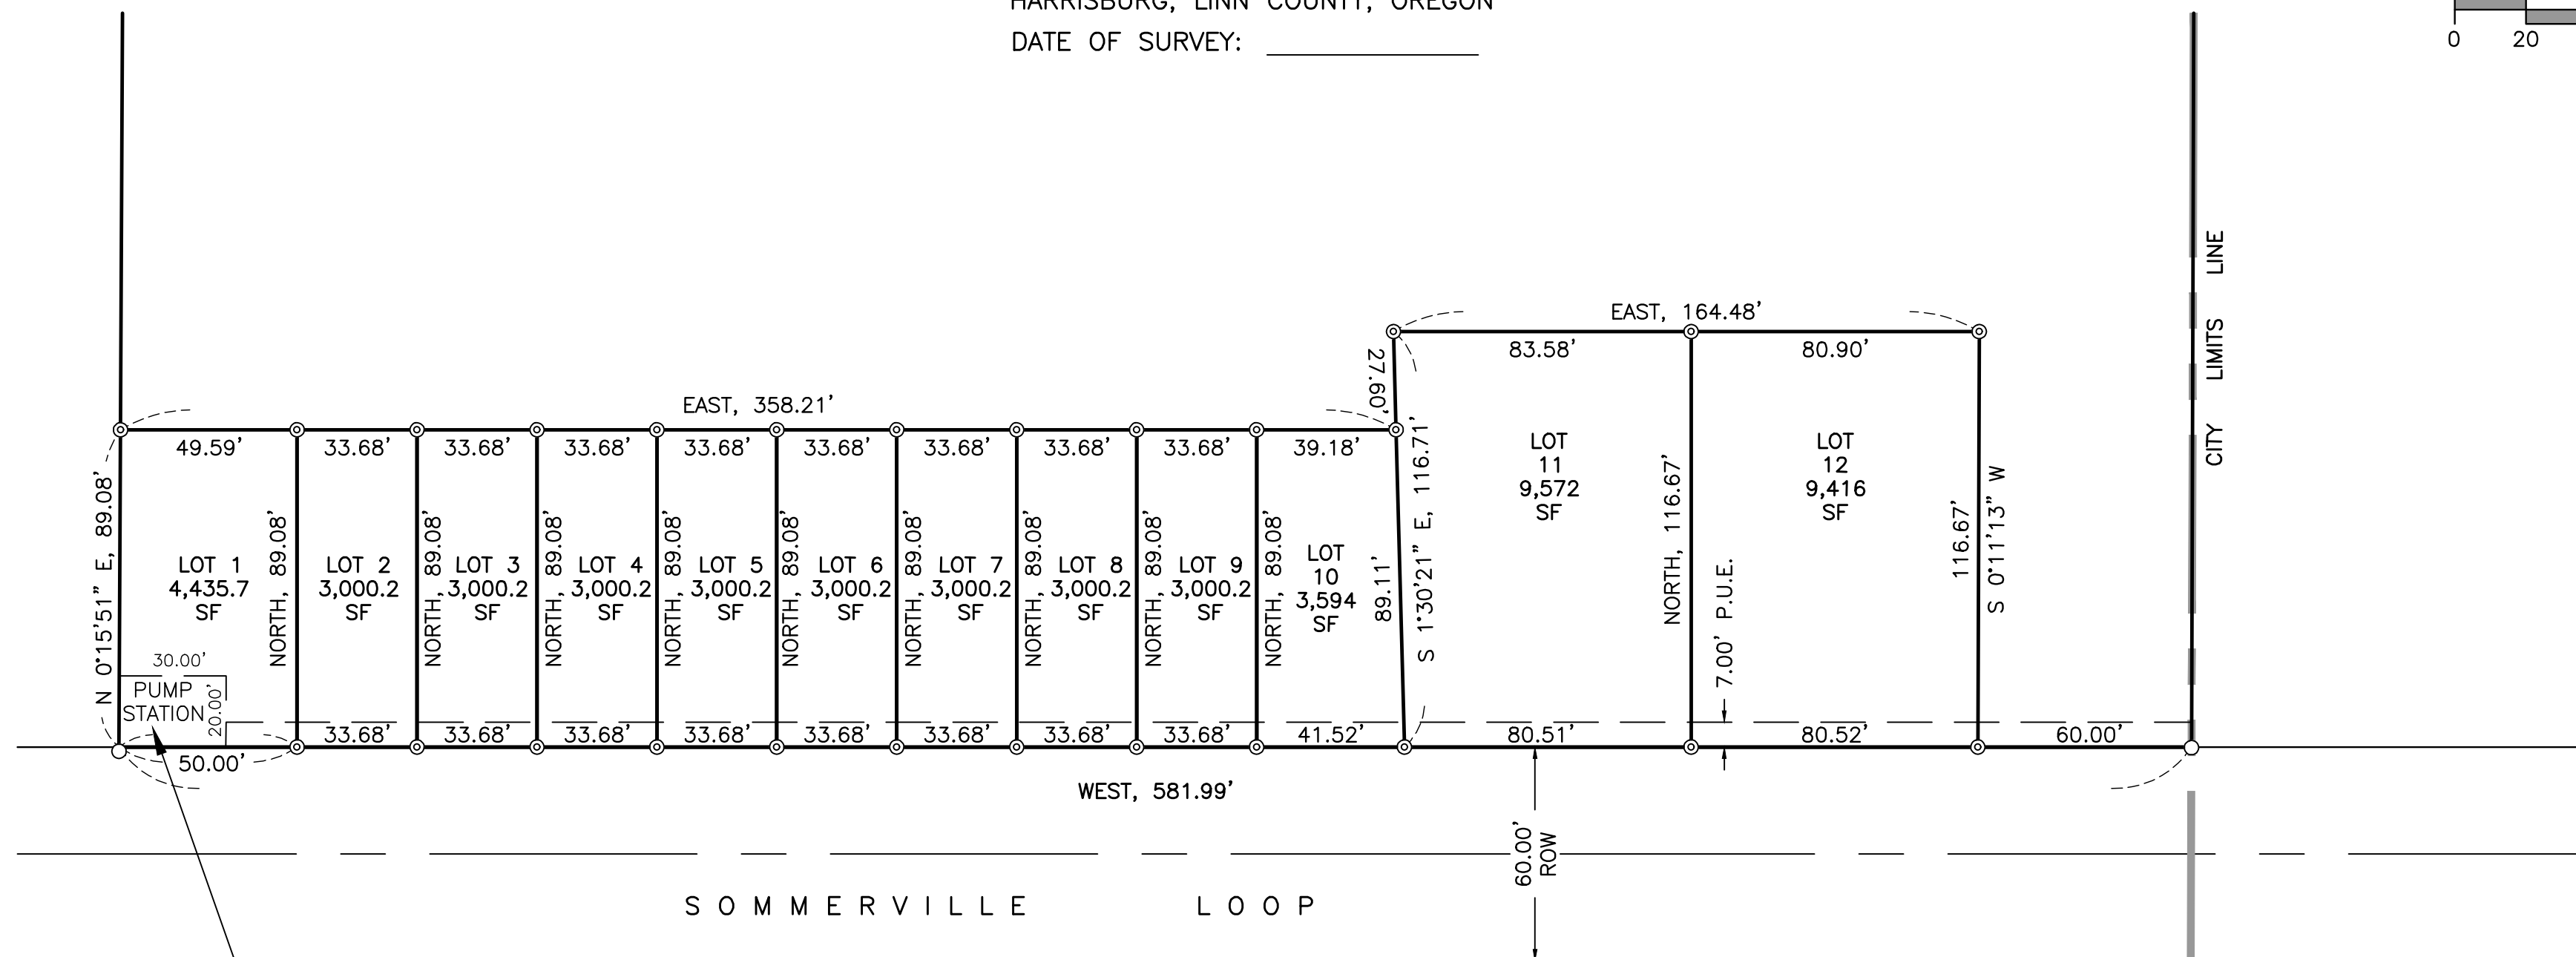 HARRISBURG, LINN COUNTY, OREGON
DATE OF SURVEY:
0 20
CITY LIMITS LINE
EAST, 164.48'
83.58'
80.90'
27.60'
EAST, 358.21'
49.59'
33.68'
33.68'
33.68'
33.68'
33.68'
33.68'
33.68'
33.68'
39.18'
N 0°15'51" E, 89.08'
LOT 1
4,435.7
SF
NORTH, 89.08'
LOT 2
3,000.2
SF
NORTH, 89.08'
LOT 3
3,000.2
SF
NORTH, 89.08'
LOT 4
3,000.2
SF
NORTH, 89.08'
LOT 5
3,000.2
SF
NORTH, 89.08'
LOT 6
3,000.2
SF
NORTH, 89.08'
LOT 7
3,000.2
SF
NORTH, 89.08'
LOT 8
3,000.2
SF
NORTH, 89.08'
LOT 9
3,000.2
SF
NORTH, 89.08'
LOT
10
3,594
SF
89.11'
S 1°30'21" E, 116.71'
LOT
11
9,572
SF
NORTH, 116.67'
7.00' P.U.E.
LOT
12
9,416
SF
116.67'
S 0°11'13" W
30.00'
PUMP
STATION
20.00'
50.00'
33.68'
33.68'
33.68'
33.68'
33.68'
33.68'
33.68'
33.68'
41.52'
80.51'
80.52'
60.00'
WEST, 581.99'
60.00'
ROW
SOMMERVILLE LOOP